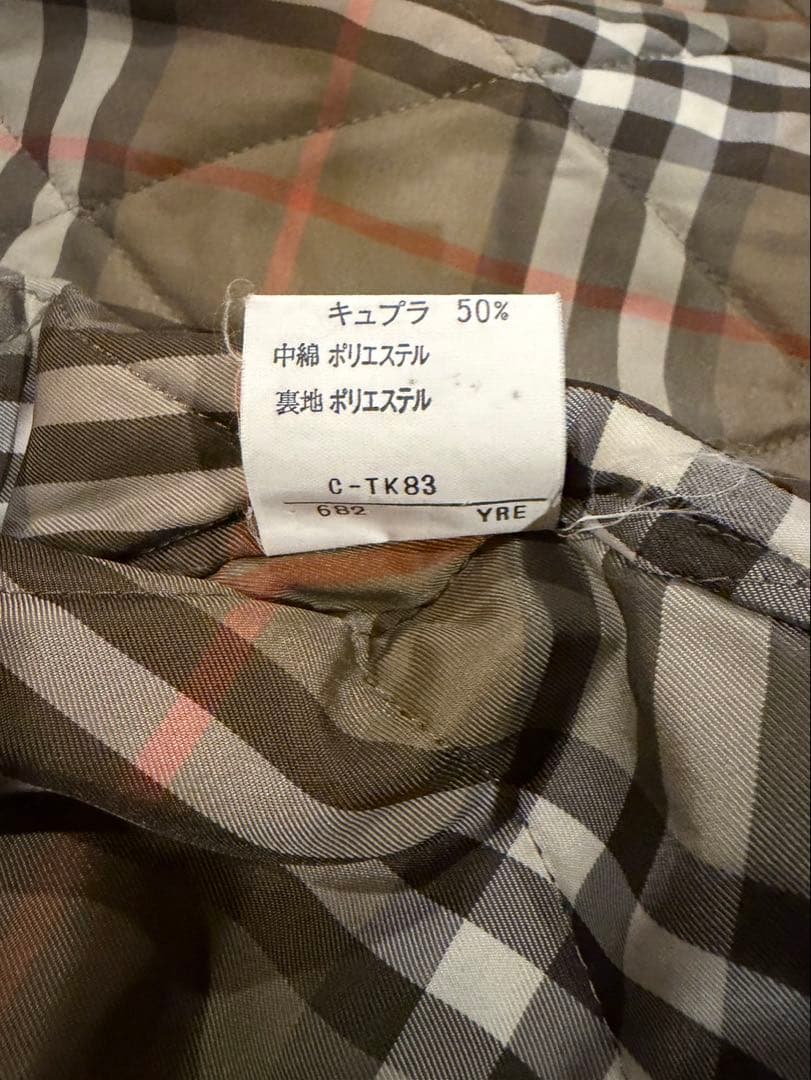 キュプラ 50%
中綿 ポリエステル
裏地 ポリエステル
C-TK83
682 YRE